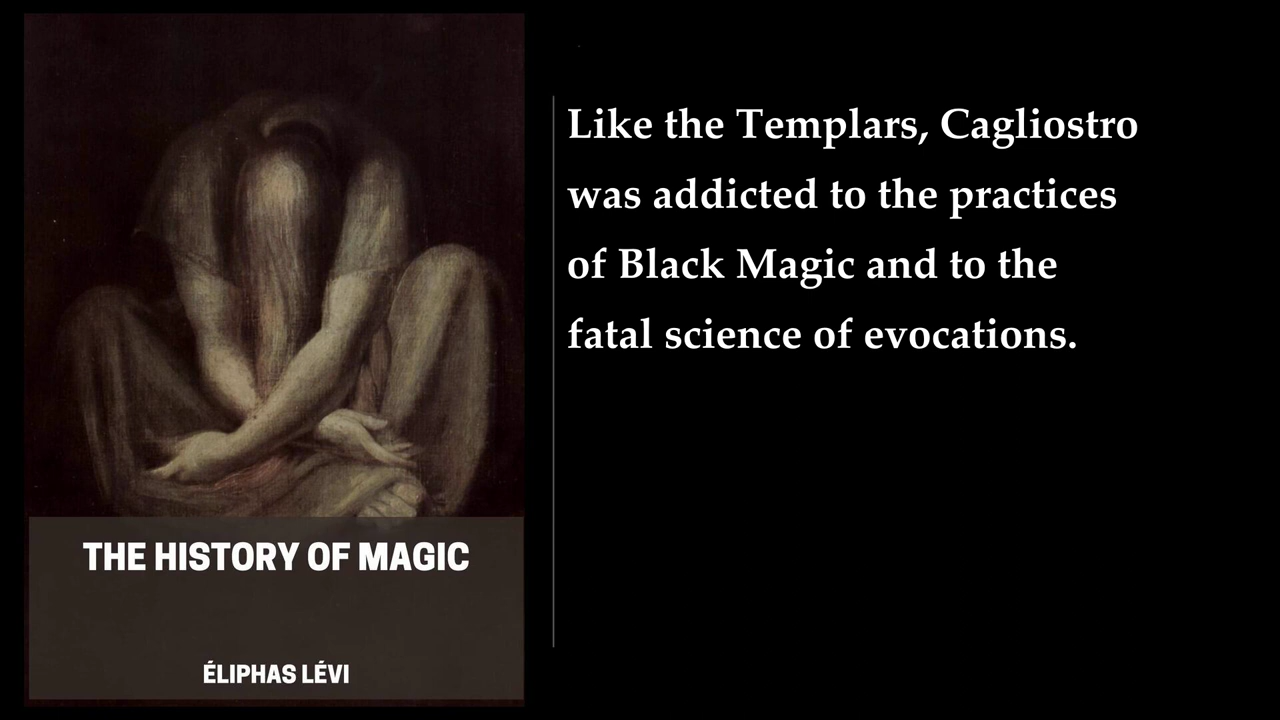 Like the Templars, Cagliostro
was addicted to the practices
of Black Magic and to the
fatal science of evocations.
THE HISTORY OF MAGIC
ÉLIPHAS LÉVI